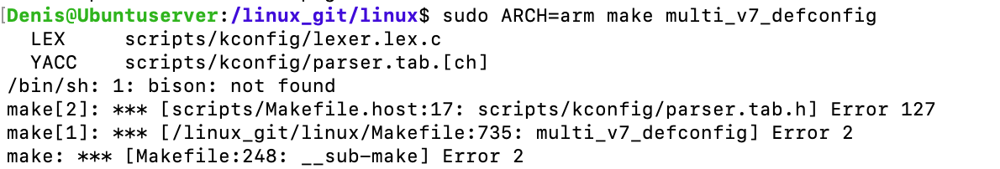 [Denis@Ubuntuserver:/linux_git/linux$ sudo ARCH=arm make multi_v7_defconfig
  LEX     scripts/kconfig/lexer.lex.c
  YACC    scripts/kconfig/parser.tab.[ch]
/bin/sh: 1: bison: not found
make[2]: *** [scripts/Makefile.host:17: scripts/kconfig/parser.tab.h] Error 127
make[1]: *** [/linux_git/linux/Makefile:735: multi_v7_defconfig] Error 2
make: *** [Makefile:248: __sub-make] Error 2